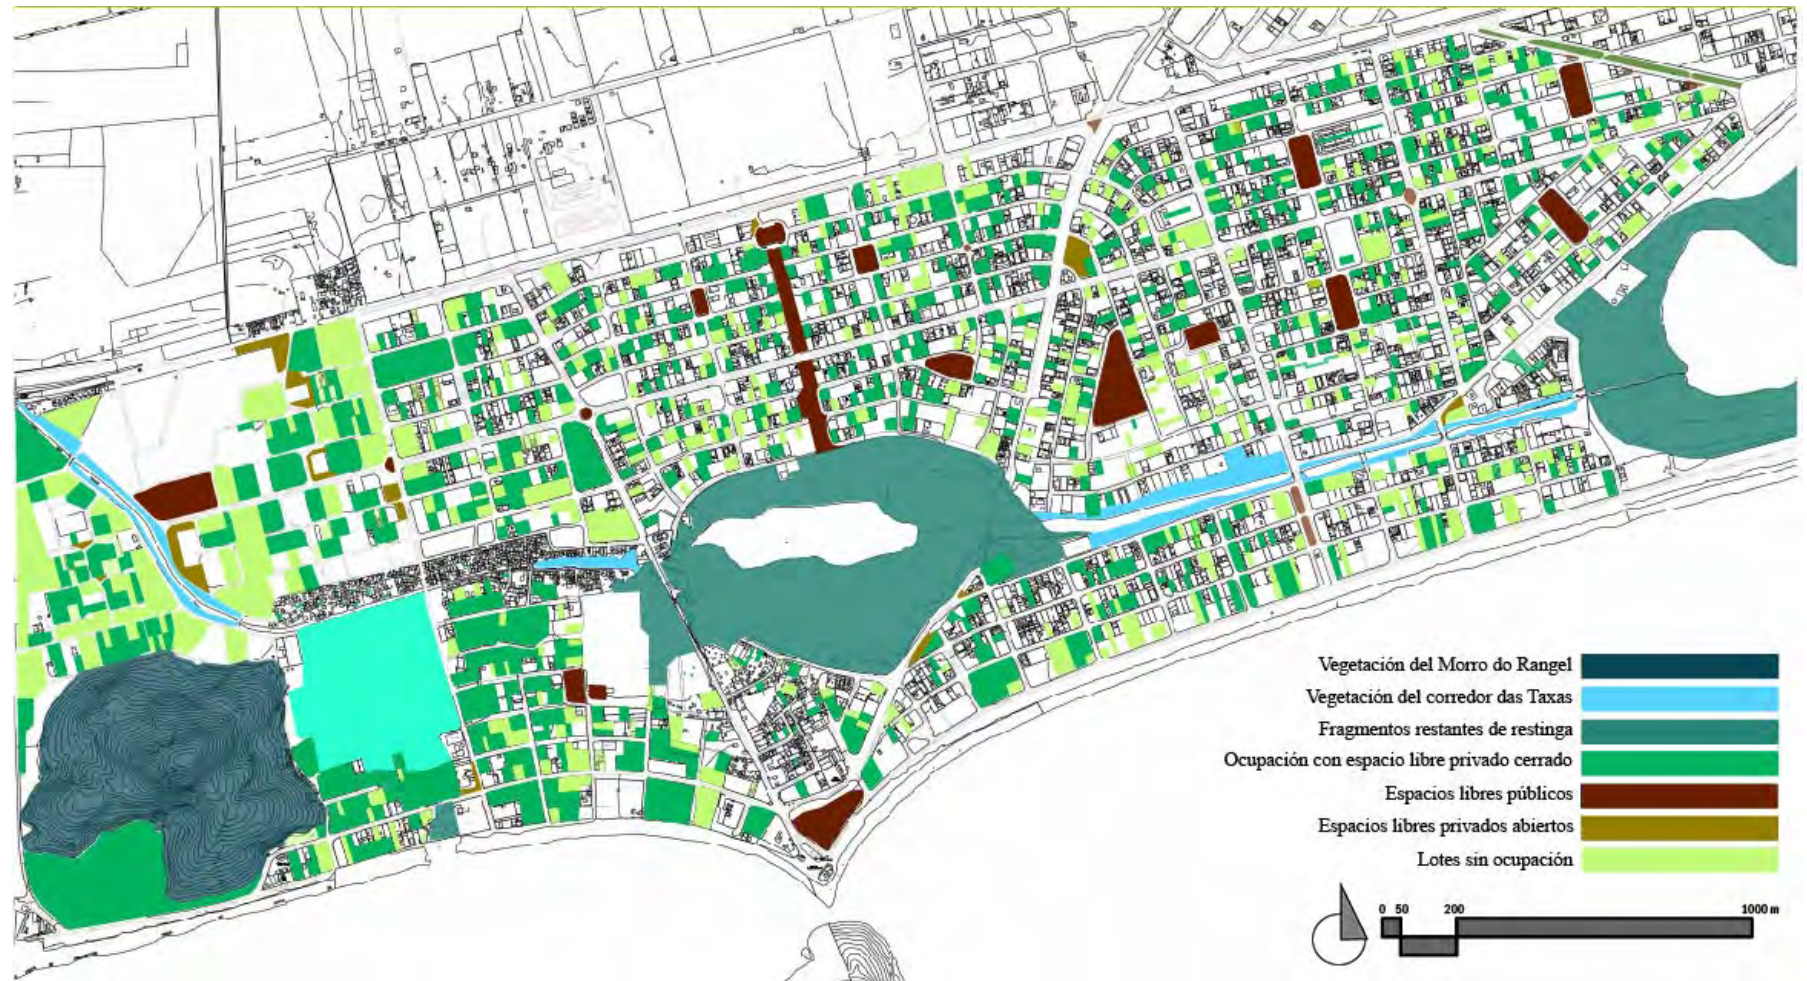 Vegetación del Morro do Rangel
Vegetación del corredor das Taxas
Fragmentos restantes de restinga
Ocupación con espacio libre privado cerrado
Espacios libres públicos
Espacios libres privados abiertos
Lotes sin ocupación
0 50 200 1000 m